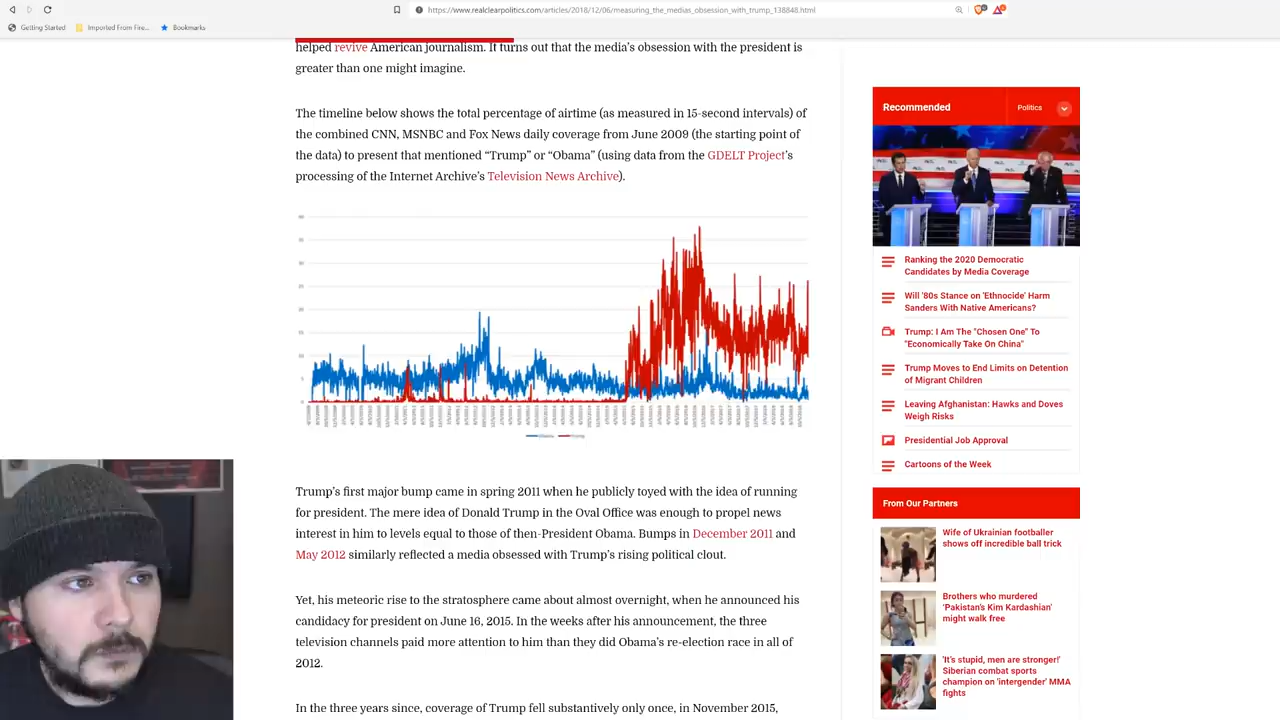 https://www.realclearpolitics.com/articles/2018/12/06/measuring_the_medias_obsession_with_trump_138848.html
Getting Started
Imported From Fire...
Bookmarks
helped revive American journalism. It turns out that the media's obsession with the president is
greater than one might imagine.
The timeline below shows the total percentage of airtime (as measured in 15-second intervals) of
the combined CNN, MSNBC and Fox News daily coverage from June 2009 (the starting point of
the data) to present that mentioned “Trump” or “Obama” (using data from the GDELT Project's
processing of the Internet Archive's Television News Archive).
Trump's first major bump came in spring 2011 when he publicly toyed with the idea of running
for president. The mere idea of Donald Trump in the Oval Office was enough to propel news
interest in him to levels equal to those of then-President Obama. Bumps in December 2011 and
May 2012 similarly reflected a media obsessed with Trump's rising political clout.
Yet, his meteoric rise to the stratosphere came about almost overnight, when he announced his
candidacy for president on June 16, 2015. In the weeks after his announcement, the three
television channels paid more attention to him than they did Obama's re-election race in all of
2012.
In the three years since, coverage of Trump fell substantively only once, in November 2015,
Recommended
Politics
Ranking the 2020 Democratic
Candidates by Media Coverage
Will '80s Stance on 'Ethnocide' Harm
Sanders With Native Americans?
Trump: I Am The "Chosen One" To
"Economically Take On China"
Trump Moves to End Limits on Detention
of Migrant Children
Leaving Afghanistan: Hawks and Doves
Weigh Risks
Presidential Job Approval
Cartoons of the Week
From Our Partners
Wife of Ukrainian footballer
shows off incredible ball trick
Brothers who murdered
'Pakistan's Kim Kardashian'
might walk free
'It's stupid, men are stronger!'
Siberian combat sports
champion on 'intergender' MMA
fights